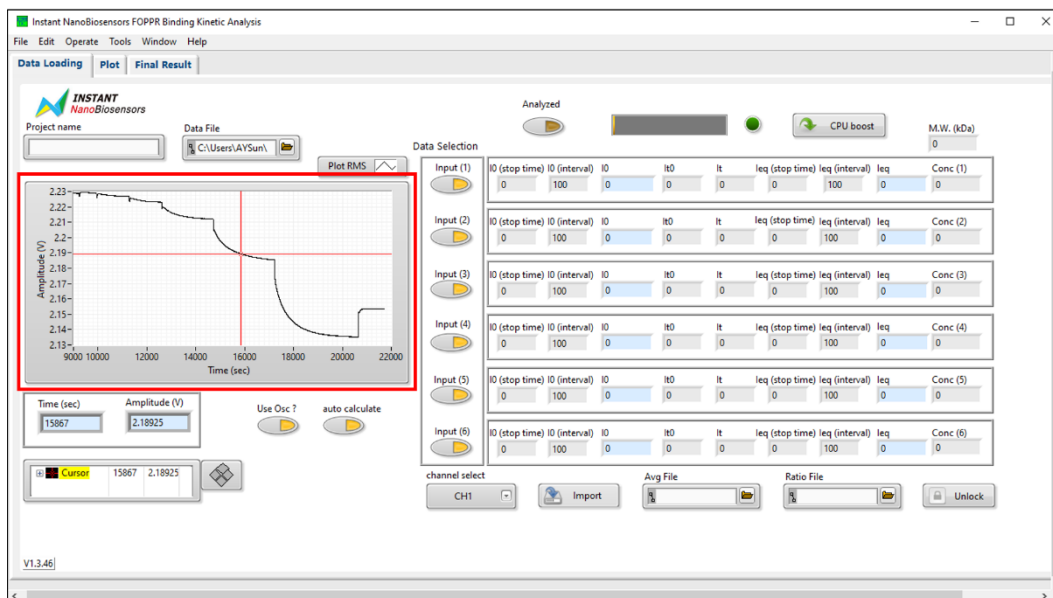 Instant NanoBiosensors FOPPR Binding Kinetic Analysis
File Edit Operate Tools Window Help
Data Loading Plot Final Result
INSTANT
NanoBiosensors
Analyzed
CPU boost
M.W. (kDa)
0
Project name
Data File
C:\Users\AYSun\
Plot RMS
Data Selection
Amplitude (V)
2.23
2.22
2.21
2.2
2.19
2.18
2.17
2.16
2.15
2.14
2.13
9000 10000 12000 14000 16000 18000 20000 22000
Time (sec)
Input (1) I0 (stop time) I0 (interval) I0 It0 It Ieq (stop time) Ieq (interval) Ieq Conc (1)
0 100 0 0 0 0 100 0 0
Input (2) I0 (stop time) I0 (interval) I0 It0 It Ieq (stop time) Ieq (interval) Ieq Conc (2)
0 100 0 0 0 0 100 0 0
Input (3) I0 (stop time) I0 (interval) I0 It0 It Ieq (stop time) Ieq (interval) Ieq Conc (3)
0 100 0 0 0 0 100 0 0
Input (4) I0 (stop time) I0 (interval) I0 It0 It Ieq (stop time) Ieq (interval) Ieq Conc (4)
0 100 0 0 0 0 100 0 0
Input (5) I0 (stop time) I0 (interval) I0 It0 It Ieq (stop time) Ieq (interval) Ieq Conc (5)
0 100 0 0 0 0 100 0 0
Input (6) I0 (stop time) I0 (interval) I0 It0 It Ieq (stop time) Ieq (interval) Ieq Conc (6)
0 100 0 0 0 0 100 0 0
Time (sec) Amplitude (V)
15867 2.18925
Use Osc ? auto calculate
Cursor 15867 2.18925
channel select
CH1
Import
Avg File
Ratio File
Unlock
V1.3.46